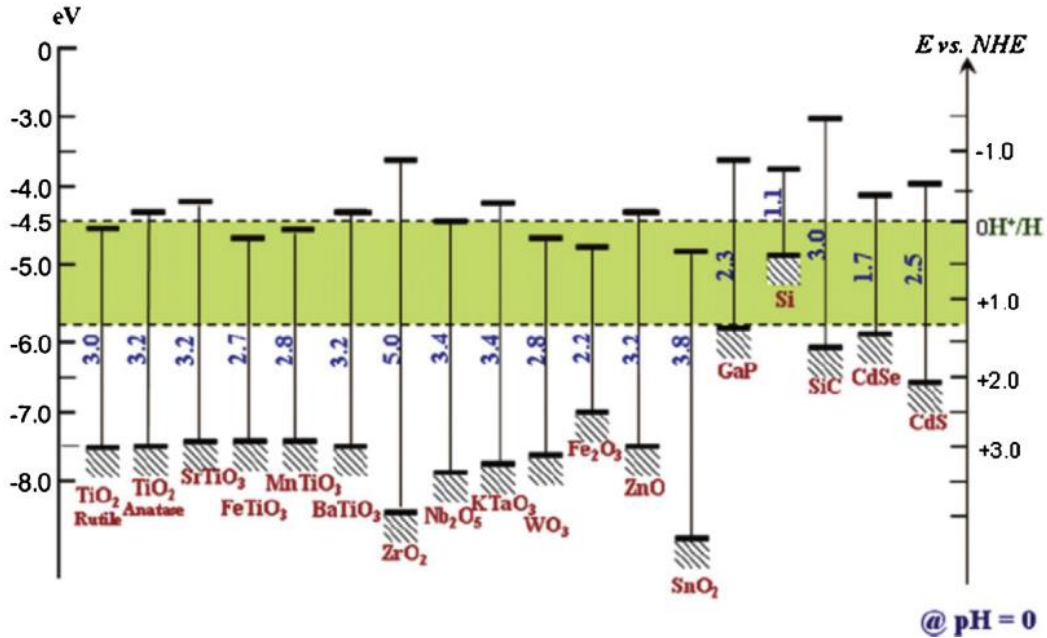 eV
0
-3.0
-4.0
-4.5
-5.0
-6.0
-7.0
-8.0
E vs. NHE
-1.0
0H⁺/H
+1.0
+2.0
+3.0
3.0
3.2
3.2
2.7
2.8
3.2
5.0
3.4
3.4
2.8
2.2
3.2
3.8
2.3
1.1
3.0
1.7
2.5
TiO₂
Rutile
TiO₂
Anatase
SrTiO₃
FeTiO₃
MnTiO₃
BaTiO₃
ZrO₂
Nb₂O₅
KTaO₃
WO₃
Fe₂O₃
ZnO
SnO₂
GaP
Si
SiC
CdSe
CdS
@ pH = 0